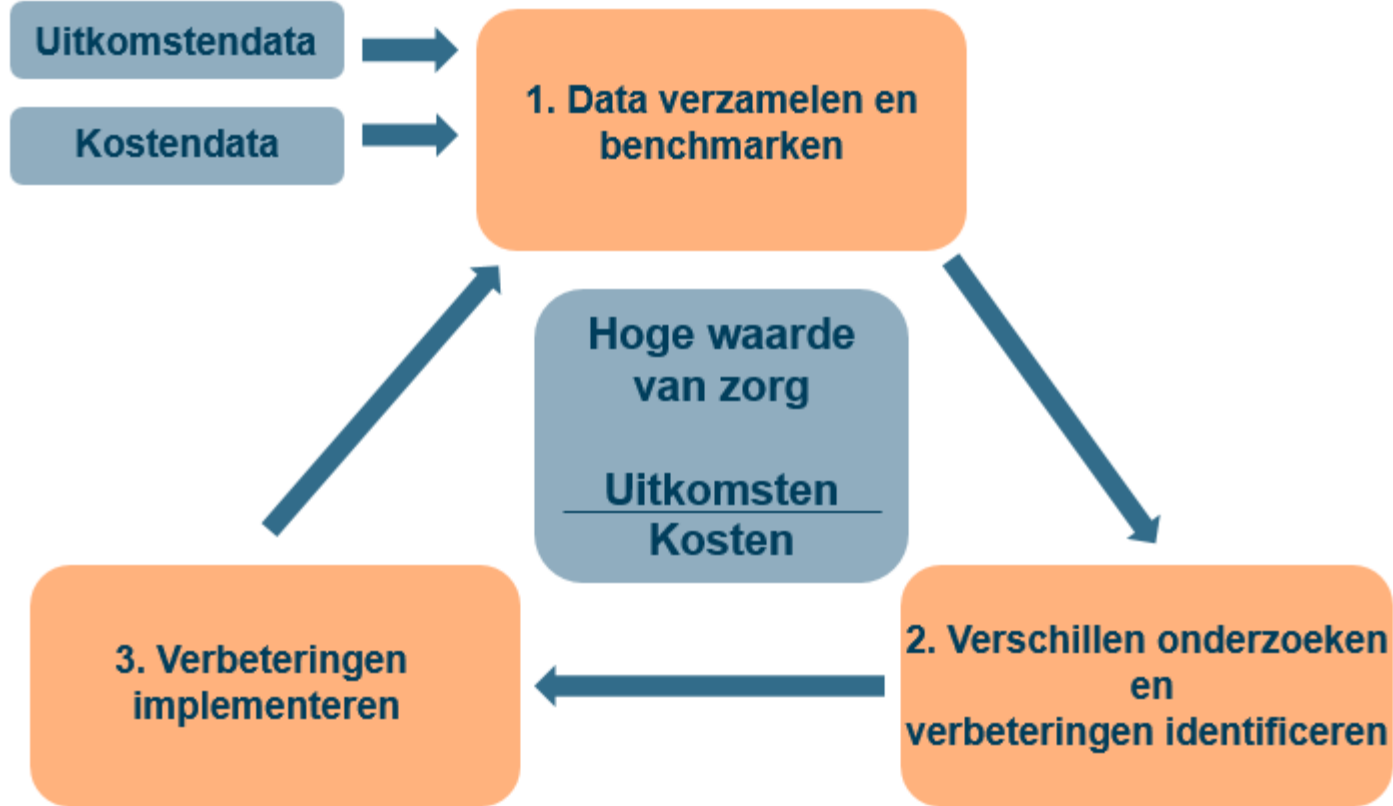 Uitkomstendata
Kostendata
1. Data verzamelen en
benchmarken
Hoge waarde
van zorg
Uitkomsten
Kosten
2. Verschillen onderzoeken
en
verbeteringen identificeren
3. Verbeteringen
implementeren